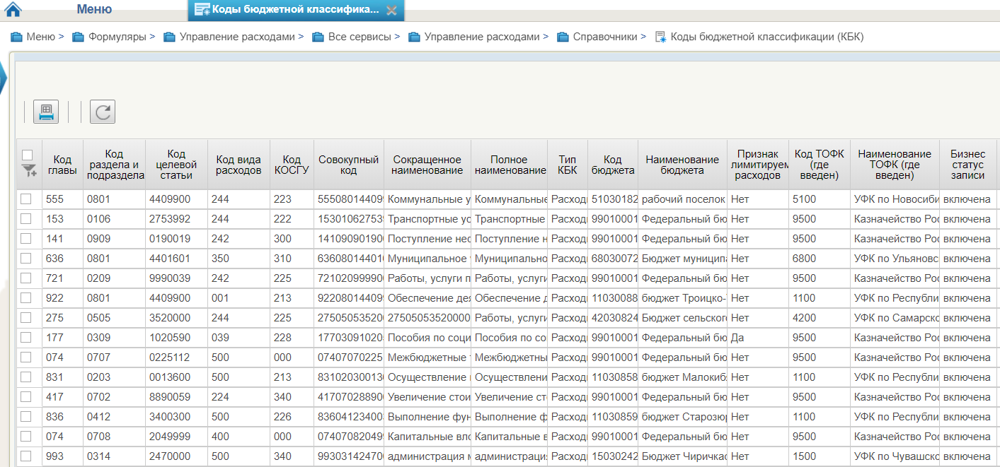 Меню
Коды бюджетной классифика...
Меню > Формуляры > Управление расходами > Все сервисы > Управление расходами > Справочники > Коды бюджетной классификации (КБК)
Код главы Код раздела и подраздела Код целевой статьи Код вида расходов Код КОСГУ Совокупный код Сокращенное наименование Полное наименование Тип КБК Код бюджета Наименование бюджета Признак лимитируем расходов Код ТОФК (где введен) Наименование ТОФК (где введен) Бизнес статус записи
555 0801 4409900 244 223 55508014409 Коммунальные у Коммунальные Расход 51030182 рабочий поселок Нет 5100 УФК по Новосиби включена
153 0106 2753992 244 222 15301062753 Транспортные ус Транспортные Расход 99010001 Федеральный бю Нет 9500 Казначейство Рос включена
141 0909 0190019 242 300 14109090190 Поступление нес Поступление н Расход 99010001 Федеральный бю Нет 9500 Казначейство Рос включена
636 0801 4401601 350 310 63608014401 Муниципальное Муниципально Расход 68030072 Бюджет муниципа Нет 6800 УФК по Ульяновс включена
721 0209 9990039 242 225 72102099990 Работы, услуги п Работы, услуги Расход 99010001 Федеральный бю Нет 9500 Казначейство Рос включена
922 0801 4409900 001 213 92208014409 Обеспечение дея Обеспечение д Расход 11030088 бюджет Троицко- Нет 1100 УФК по Республи включена
275 0505 3520000 244 225 27505053520 27505053520000 Работы, услуги Расход 42030824 Бюджет сельского Нет 4200 УФК по Самарско включена
177 0309 1020590 039 228 17703091020 Пособия по соци Пособия по со Расход 99010001 Федеральный бю Да 9500 Казначейство Рос включена
074 0707 0225112 500 000 07407070225 Межбюджетные Межбюджетны Расход 99010001 Федеральный бю Нет 9500 Казначейство Рос включена
831 0203 0013600 500 213 83102030013 Осуществление Осуществлени Расход 11030858 бюджет Малокибя Нет 1100 УФК по Республи включена
417 0702 8890059 224 340 41707028890 Увеличение стои Увеличение ст Расход 99010001 Федеральный бю Нет 9500 Казначейство Рос включена
836 0412 3400300 500 226 83604123400 Выполнение фун Выполнение ф Расход 11030859 бюджет Старозюр Нет 1100 УФК по Республи включена
074 0708 2049999 400 000 07407082049 Капитальные вло Капитальные в Расход 99010001 Федеральный бю Нет 9500 Казначейство Рос включена
993 0314 2470000 500 340 99303142470 администрация м администрация Расход 15030242 Бюджет Чиричкас Нет 1500 УФК по Чувашско включена